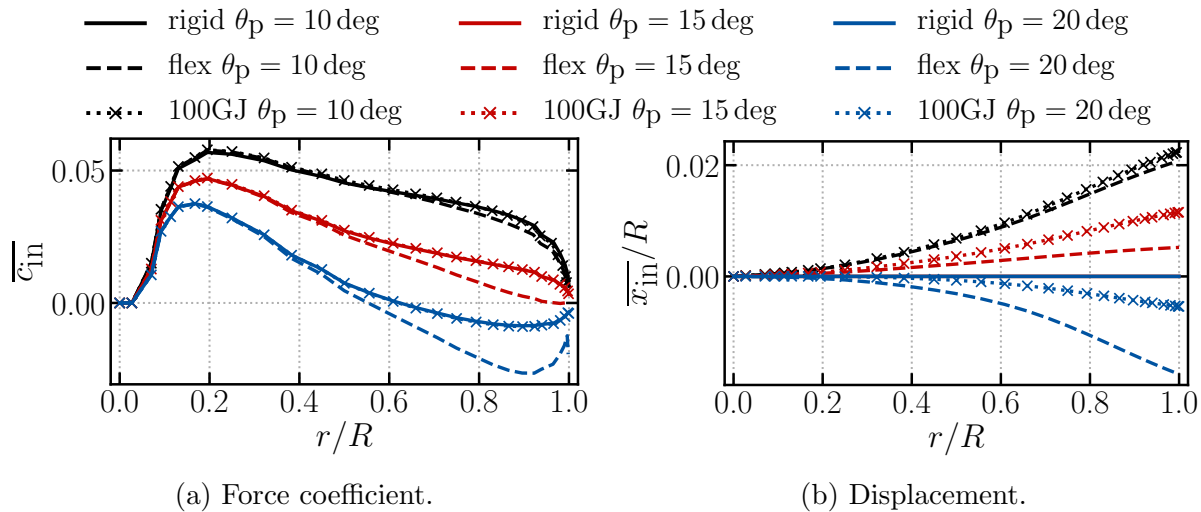 rigid θp = 10 deg rigid θp = 15 deg rigid θp = 20 deg
flex θp = 10 deg flex θp = 15 deg flex θp = 20 deg
100GJ θp = 10 deg 100GJ θp = 15 deg 100GJ θp = 20 deg
0.05
0.00
c̅in
0.0 0.2 0.4 0.6 0.8 1.0
r/R
(a) Force coefficient.
0.02
0.00
x̅in/R
0.0 0.2 0.4 0.6 0.8 1.0
r/R
(b) Displacement.